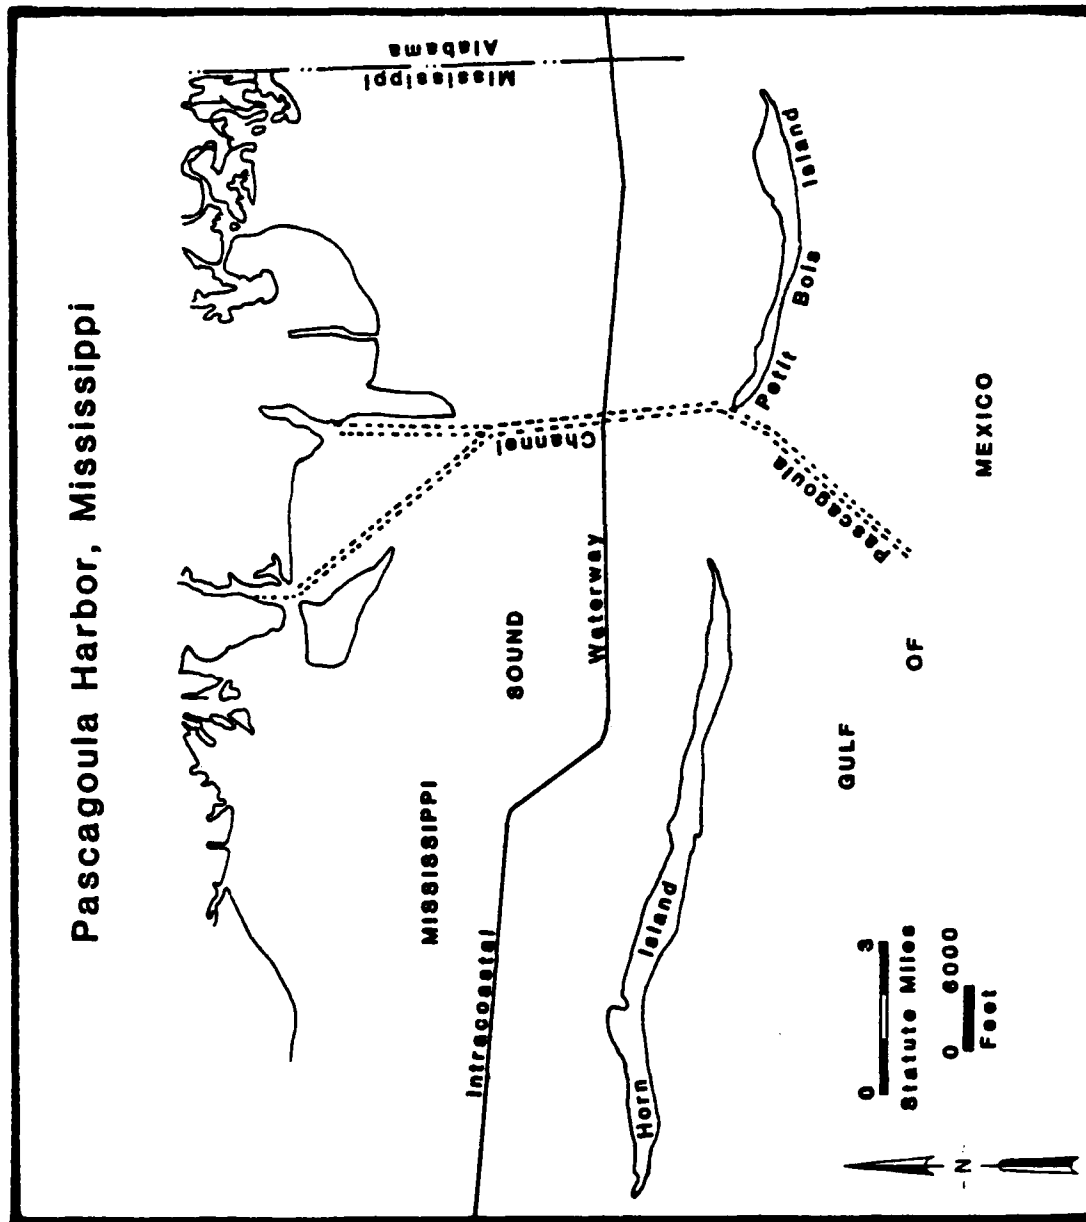 Pascagoula Harbor, Mississippi
Mississippi
Alabama
MISSISSIPPI
SOUND
Channel
Intracoastal
Waterway
Horn
Island
Petit
Bois
Island
Pascagoula
GULF
OF
MEXICO
0
3
Statute Miles
0
6000
Feet
N